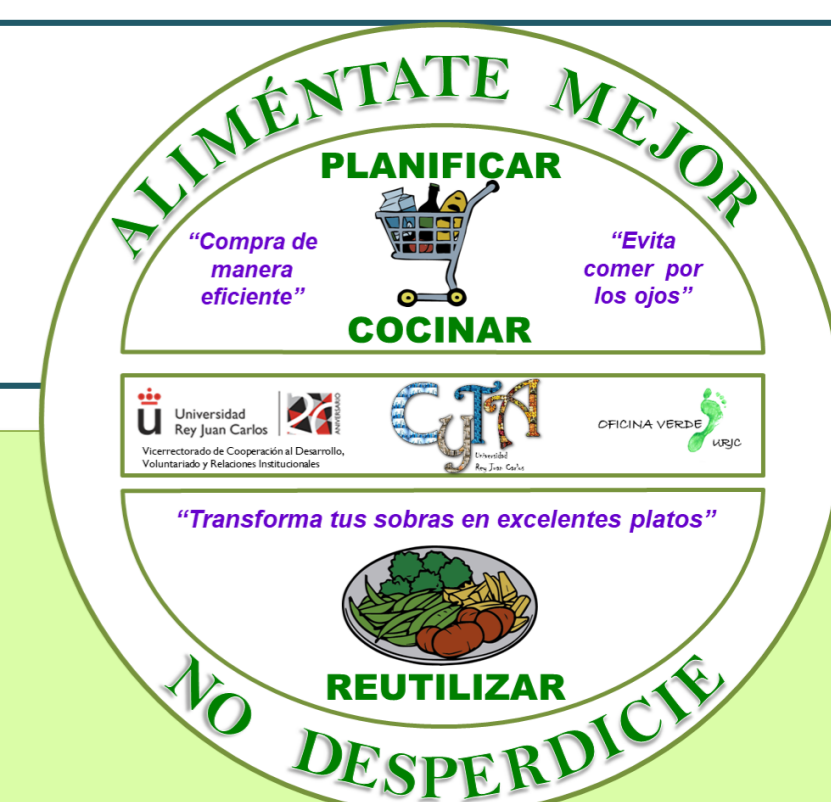 ALIMÉNTATE MEJOR
PLANIFICAR
“Compra de
manera
eficiente”
“Evita
comer por
los ojos”
COCINAR
Universidad
Rey Juan Carlos
ANIVERSARIO
Vicerrectorado de Cooperación al Desarrollo,
Voluntariado y Relaciones Institucionales
CyTA
Universidad
Rey Juan Carlos
OFICINA VERDE
URJC
“Transforma tus sobras en excelentes platos”
REUTILIZAR
NO DESPERDICIE